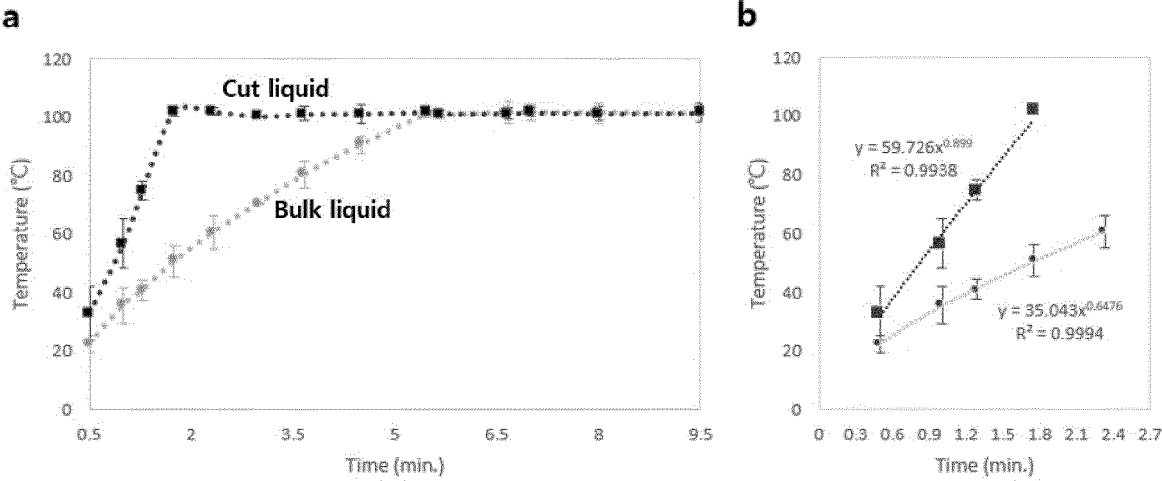 a
b
120
100
80
60
40
20
0
Temperature (°C)
Cut liquid
Bulk liquid
0.5 2 3.5 5 6.5 8 9.5
Time (min.)
120
100
80
60
40
20
0
Temperature (°C)
y = 59.726x^0.899
R² = 0.9938
y = 35.043x^0.6476
R² = 0.9994
0 0.3 0.6 0.9 1.2 1.5 1.8 2.1 2.4 2.7
Time (min.)